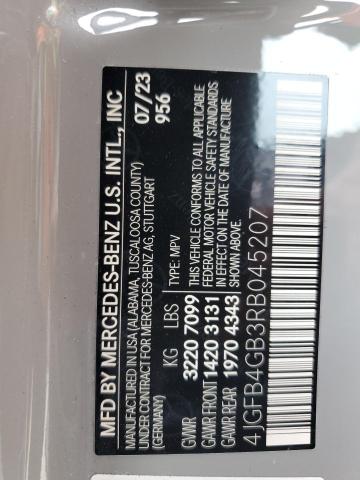 MFD BY MERCEDES-BENZ U.S. INTL., INC
MANUFACTURED IN USA (ALABAMA, TUSCALOOSA COUNTY)
UNDER CONTRACT FOR MERCEDES-BENZ AG, STUTTGART
(GERMANY)
07/23
956
KG LBS TYPE: MPV
GVWR 3220 7099
GAWR FRONT 1420 3131
GAWR REAR 1970 4343
THIS VEHICLE CONFORMS TO ALL APPLICABLE
FEDERAL MOTOR VEHICLE SAFETY STANDARDS
IN EFFECT ON THE DATE OF MANUFACTURE
SHOWN ABOVE.
4JGFB4GB3RB045207